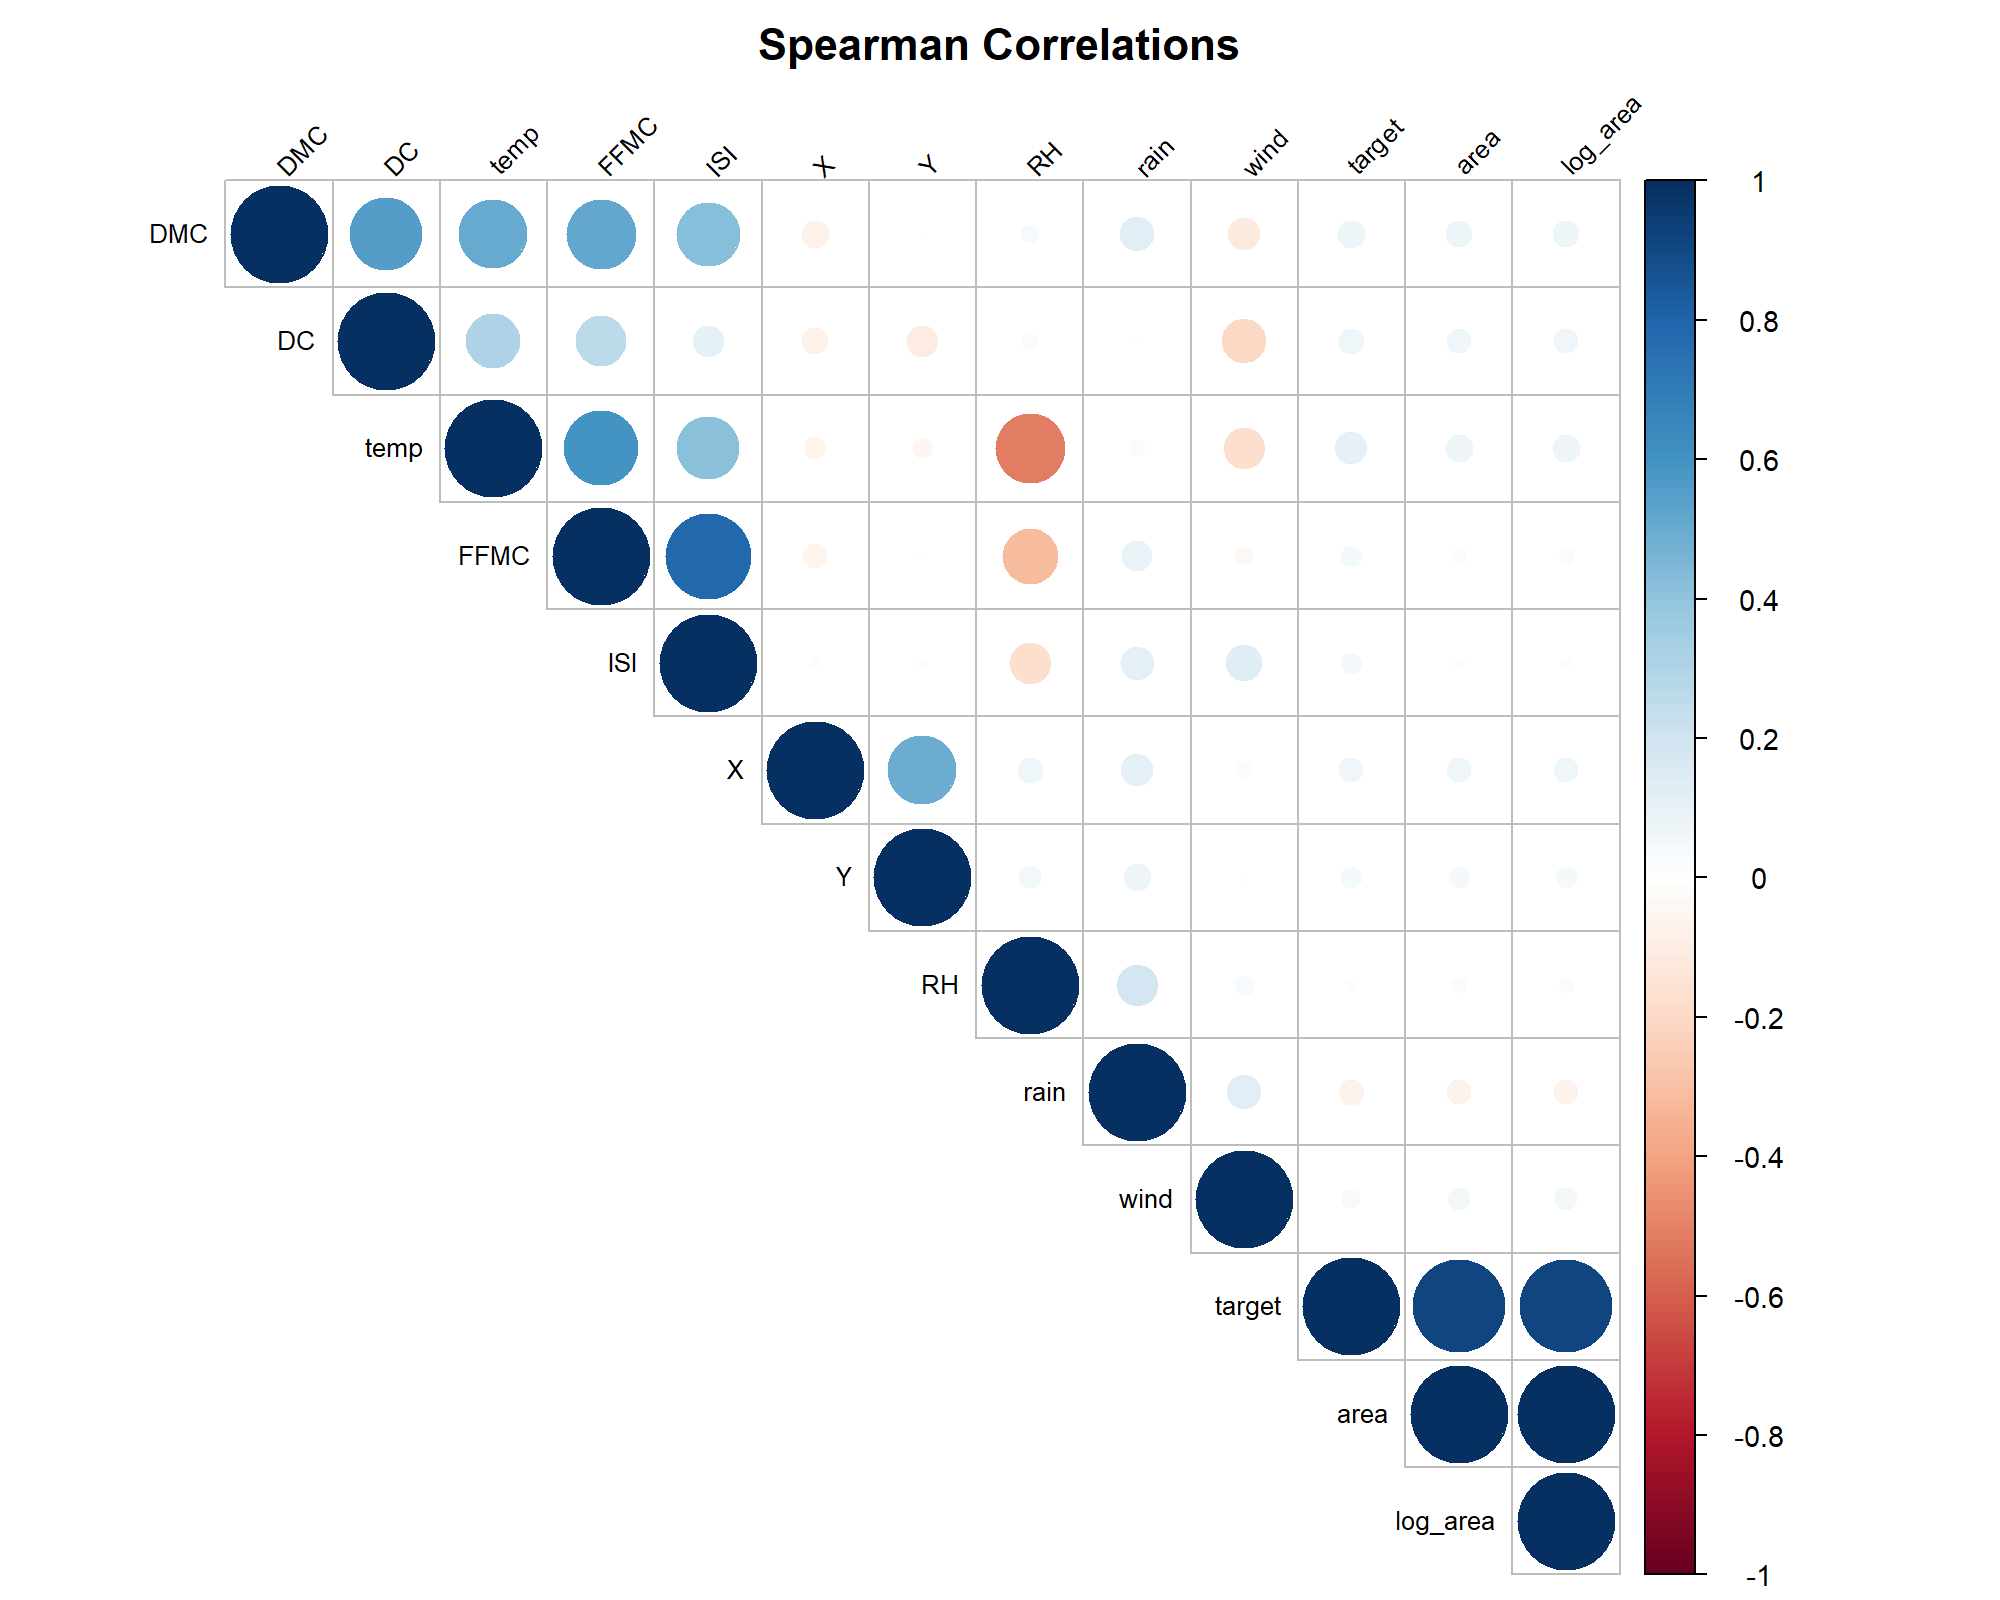 Spearman Correlations
DMC DC temp FFMC ISI X Y RH rain wind target area log_area
DMC
DC
temp
FFMC
ISI
X
Y
RH
rain
wind
target
area
log_area
1
0.8
0.6
0.4
0.2
0
-0.2
-0.4
-0.6
-0.8
-1